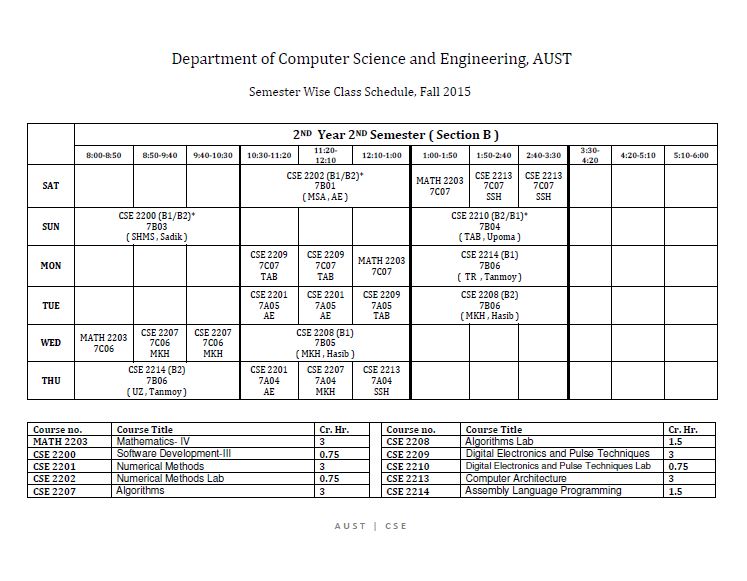 Department of Computer Science and Engineering, AUST
Semester Wise Class Schedule, Fall 2015
2ND Year 2ND Semester ( Section B )
8:00-8:50 8:50-9:40 9:40-10:30 10:30-11:20 11:20-12:10 12:10-1:00 1:00-1:50 1:50-2:40 2:40-3:30 3:30-4:20 4:20-5:10 5:10-6:00
SAT
CSE 2202 (B1/B2)*
7B01
( MSA , AE )
MATH 2203
7C07
CSE 2213
7C07
SSH
CSE 2213
7C07
SSH
SUN
CSE 2200 (B1/B2)*
7B03
( SHMS , Sadik )
CSE 2210 (B2/B1)*
7B04
( TAB , Upoma )
MON
CSE 2209
7C07
TAB
CSE 2209
7C07
TAB
MATH 2203
7C07
CSE 2214 (B1)
7B06
( TR , Tanmoy )
TUE
CSE 2201
7A05
AE
CSE 2201
7A05
AE
CSE 2209
7A05
TAB
CSE 2208 (B2)
7B06
( MKH , Hasib )
WED
MATH 2203
7C06
CSE 2207
7C06
MKH
CSE 2207
7C06
MKH
CSE 2208 (B1)
7B05
( MKH , Hasib )
THU
CSE 2214 (B2)
7B06
( UZ , Tanmoy )
CSE 2201
7A04
AE
CSE 2207
7A04
MKH
CSE 2213
7A04
SSH
Course no. Course Title Cr. Hr. Course no. Course Title Cr. Hr.
MATH 2203 Mathematics- IV 3 CSE 2208 Algorithms Lab 1.5
CSE 2200 Software Development-III 0.75 CSE 2209 Digital Electronics and Pulse Techniques 3
CSE 2201 Numerical Methods 3 CSE 2210 Digital Electronics and Pulse Techniques Lab 0.75
CSE 2202 Numerical Methods Lab 0.75 CSE 2213 Computer Architecture 3
CSE 2207 Algorithms 3 CSE 2214 Assembly Language Programming 1.5
AUST | CSE